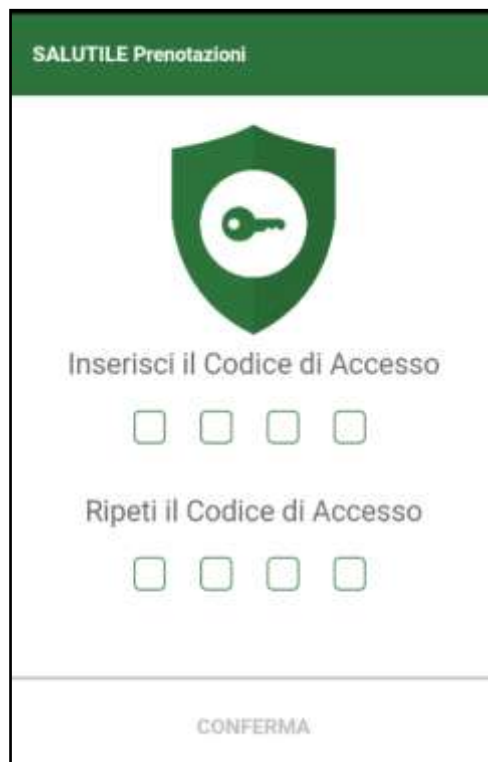 SALUTILE Prenotazioni
Inserisci il Codice di Accesso
Ripeti il Codice di Accesso
CONFERMA